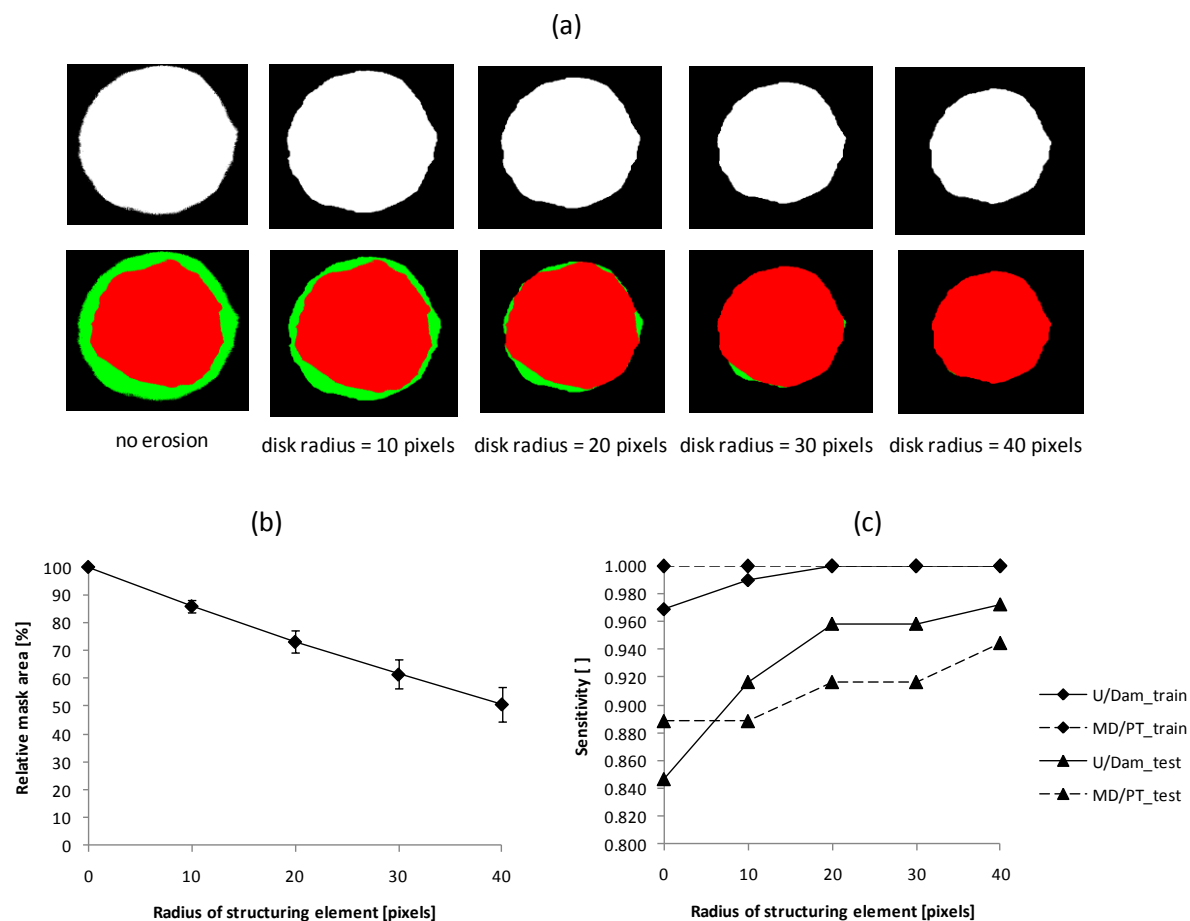 (a)
no erosion
disk radius = 10 pixels
disk radius = 20 pixels
disk radius = 30 pixels
disk radius = 40 pixels
(b)
Relative mask area [%]
100
90
80
70
60
50
40
30
20
10
0
0 10 20 30 40
Radius of structuring element [pixels]
(c)
Sensitivity [ ]
1.000
0.980
0.960
0.940
0.920
0.900
0.880
0.860
0.840
0.820
0.800
0 10 20 30 40
Radius of structuring element [pixels]
U/Dam_train
MD/PT_train
U/Dam_test
MD/PT_test